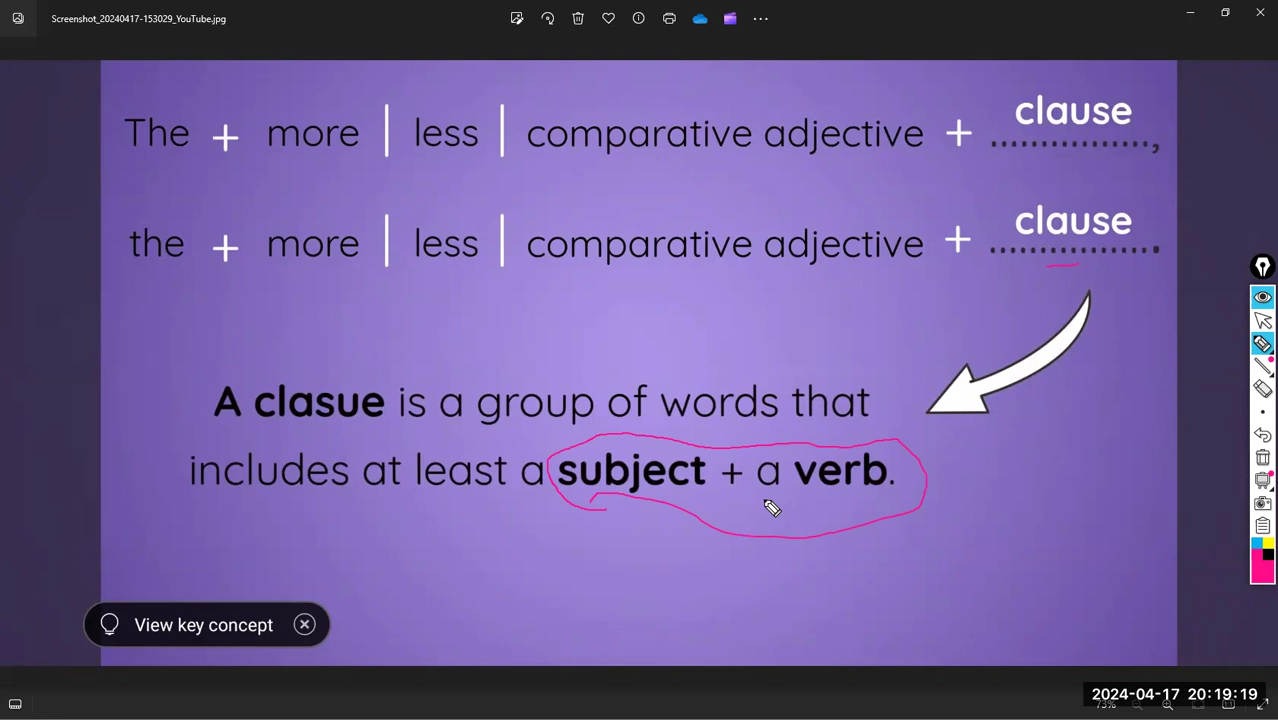 Screenshot_20240417-153029_YouTube.jpg
The + more | less | comparative adjective + clause ................,
the + more | less | comparative adjective + clause .................
A clasue is a group of words that
includes at least a subject + a verb.
View key concept
2024-04-17 20:19:19
73%